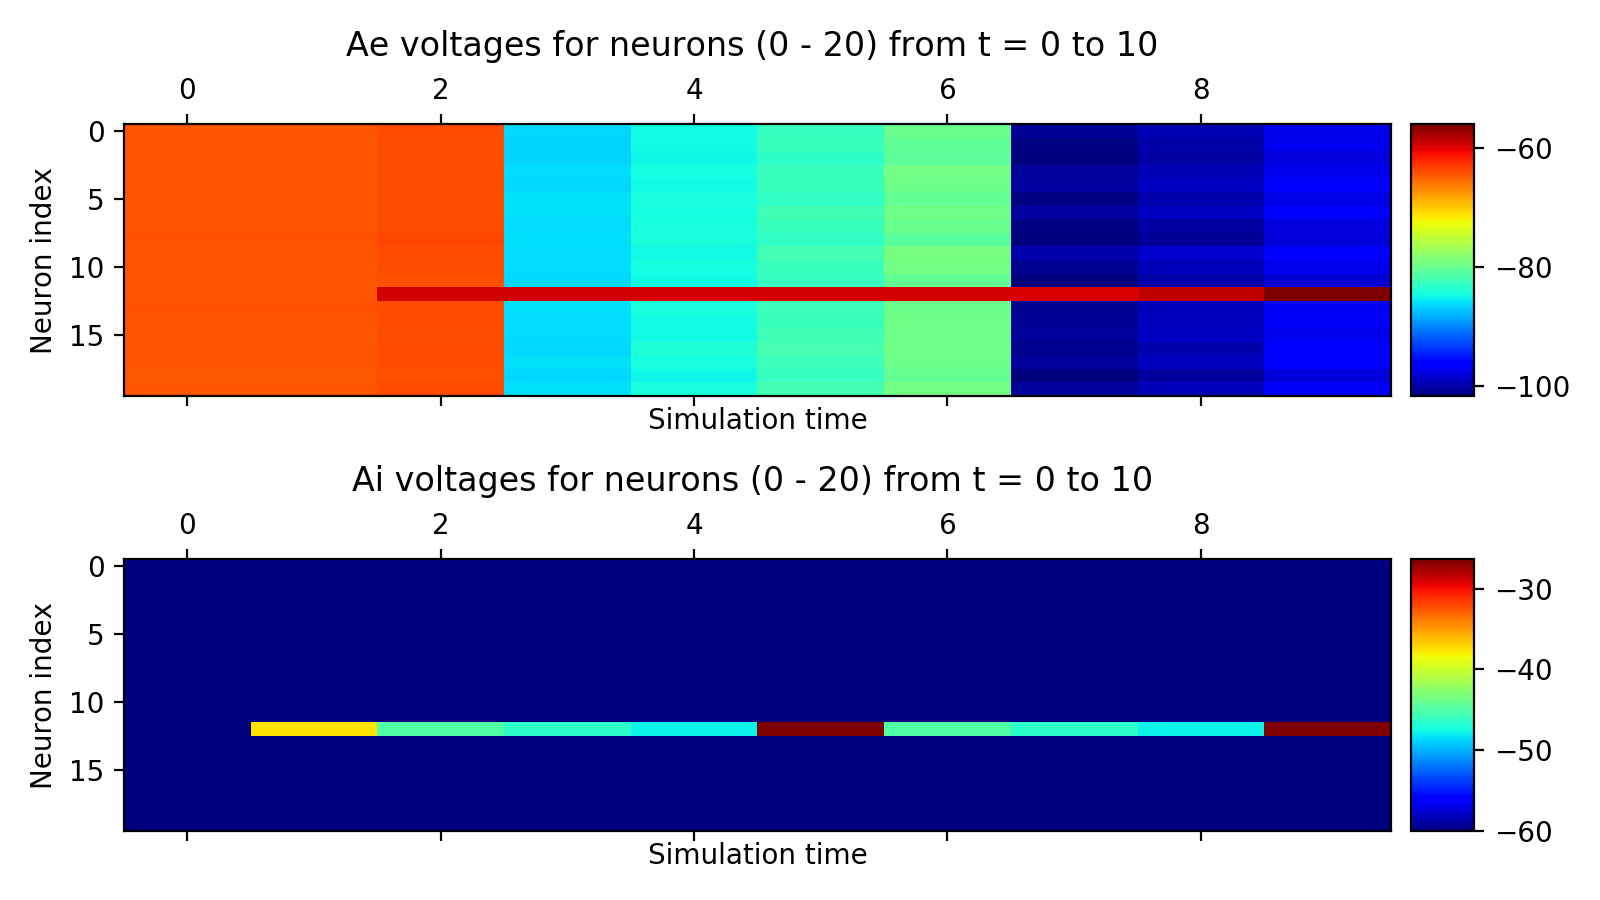 Ae voltages for neurons (0 - 20) from t = 0 to 10
0 2 4 6 8
0
5
10
15
Neuron index
Simulation time
−60
−80
−100
Ai voltages for neurons (0 - 20) from t = 0 to 10
0 2 4 6 8
0
5
10
15
Neuron index
Simulation time
−30
−40
−50
−60